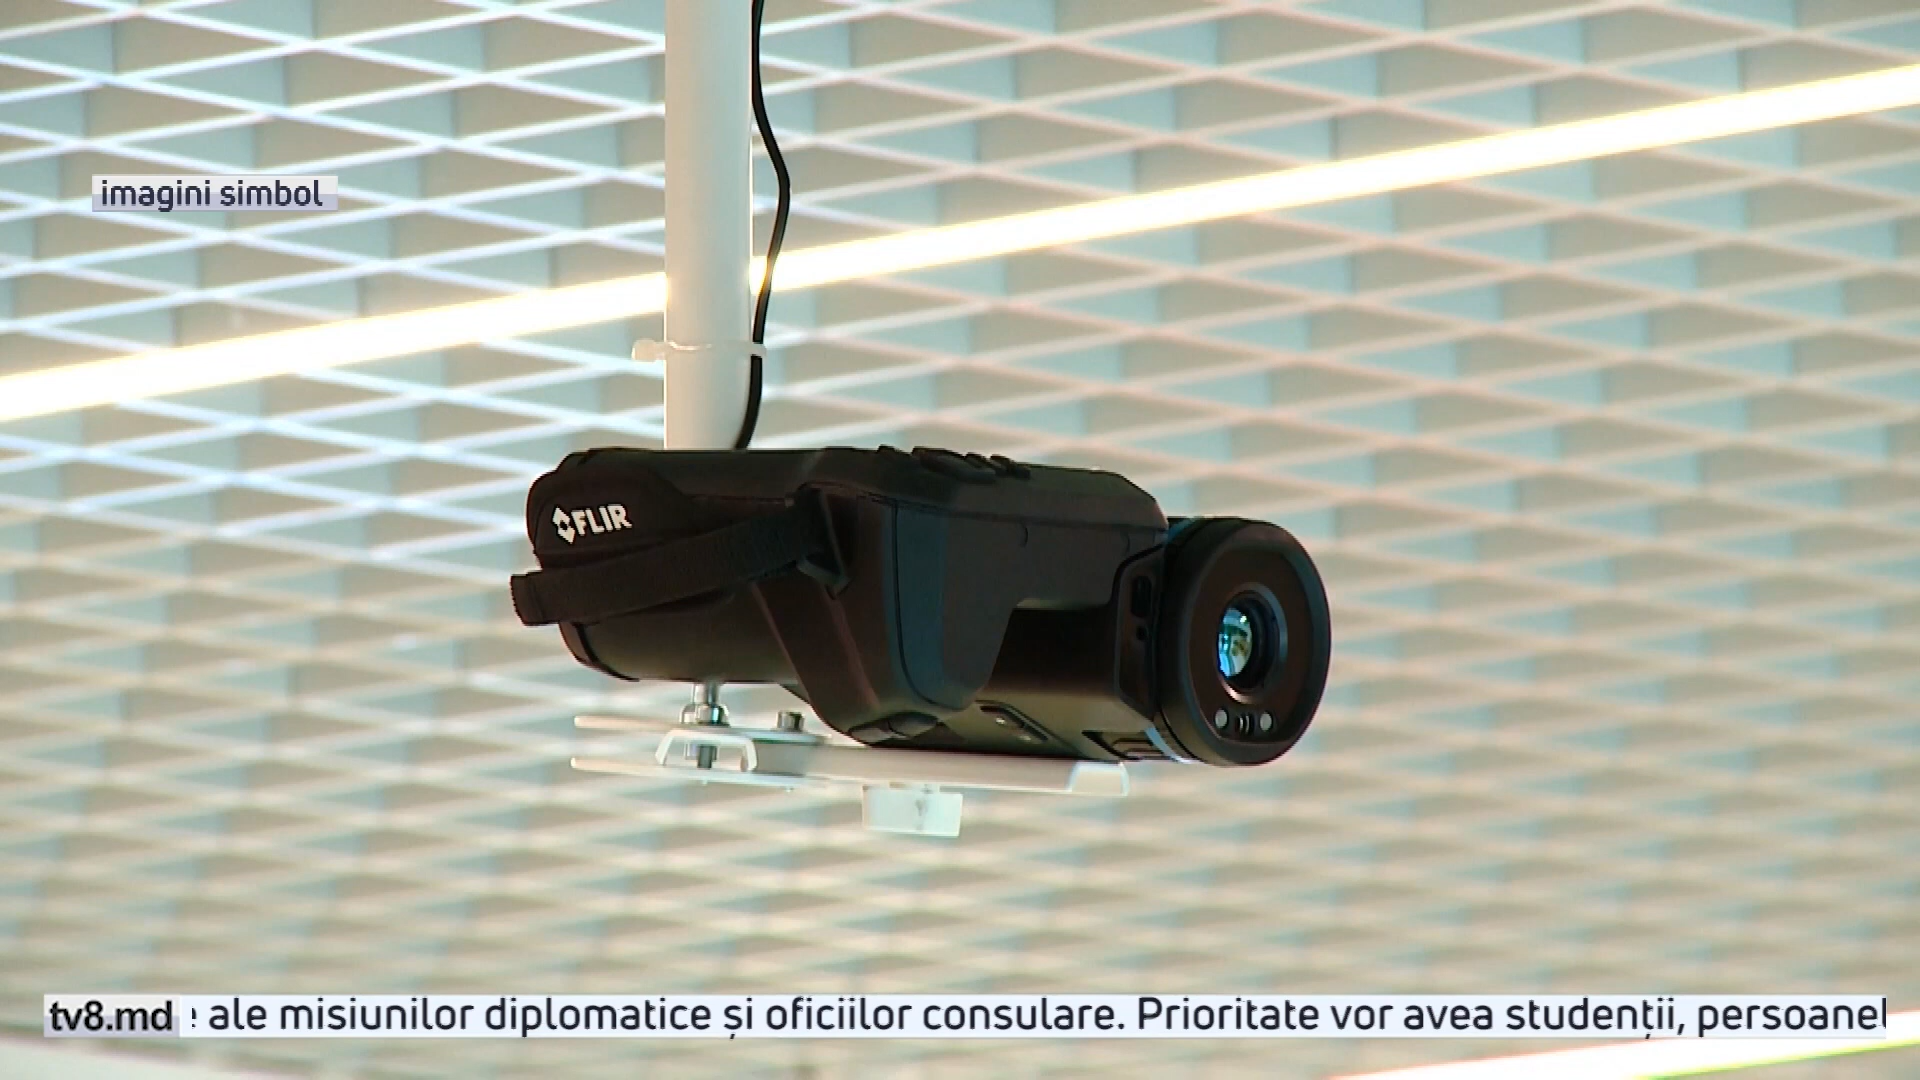 imagini simbol
FLIR
tv8.md
ale misiunilor diplomatice și oficiilor consulare. Prioritate vor avea studenții, persoanel